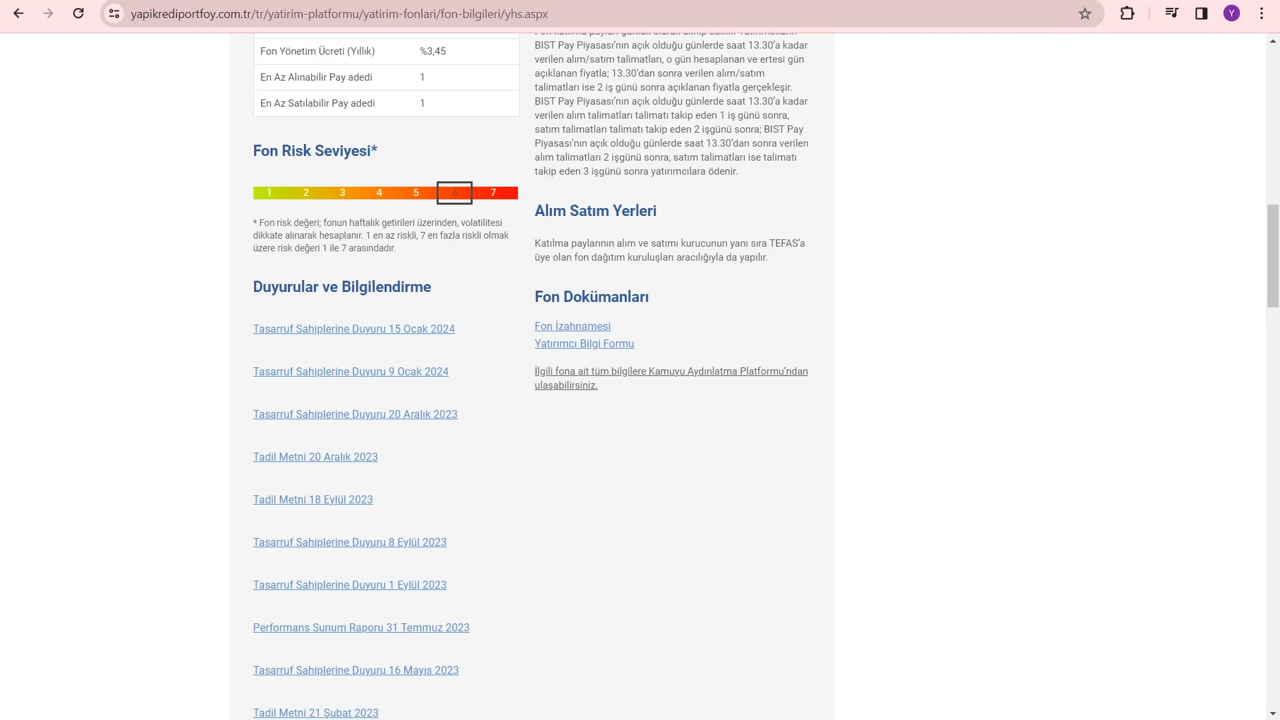 yapikrediportfoy.com.tr/tr/yatirim-platformu/yatirim-fonlari/fon-bilgileri/yhs.aspx
Y
Fon Yönetim Ücreti (Yıllık) %3,45
En Az Alınabilir Pay adedi 1
En Az Satılabilir Pay adedi 1
Fon Risk Seviyesi*
1 2 3 4 5 6 7
* Fon risk değeri; fonun haftalık getirileri üzerinden, volatilitesi
dikkate alınarak hesaplanır. 1 en az riskli, 7 en fazla riskli olmak
üzere risk değeri 1 ile 7 arasındadır.
Duyurular ve Bilgilendirme
Tasarruf Sahiplerine Duyuru 15 Ocak 2024
Tasarruf Sahiplerine Duyuru 9 Ocak 2024
Tasarruf Sahiplerine Duyuru 20 Aralık 2023
Tadil Metni 20 Aralık 2023
Tadil Metni 18 Eylül 2023
Tasarruf Sahiplerine Duyuru 8 Eylül 2023
Tasarruf Sahiplerine Duyuru 1 Eylül 2023
Performans Sunum Raporu 31 Temmuz 2023
Tasarruf Sahiplerine Duyuru 16 Mayıs 2023
Tadil Metni 21 Şubat 2023
BIST Pay Piyasası’nın açık olduğu günlerde saat 13.30’a kadar
verilen alım/satım talimatları, o gün hesaplanan ve ertesi gün
açıklanan fiyatla; 13.30’dan sonra verilen alım/satım
talimatları ise 2 iş günü sonra açıklanan fiyatla gerçekleşir.
BIST Pay Piyasası’nın açık olduğu günlerde saat 13.30’a kadar
verilen alım talimatları talimatı takip eden 1 iş günü sonra,
satım talimatları talimatı takip eden 2 işgünü sonra; BIST Pay
Piyasası’nın açık olduğu günlerde saat 13.30’dan sonra verilen
alım talimatları 2 işgünü sonra, satım talimatları ise talimatı
takip eden 3 işgünü sonra yatırımcılara ödenir.
Alım Satım Yerleri
Katılma paylarının alım ve satımı kurucunun yanı sıra TEFAS’a
üye olan fon dağıtım kuruluşları aracılığıyla da yapılır.
Fon Dokümanları
Fon İzahnamesi
Yatırımcı Bilgi Formu
İlgili fona ait tüm bilgilere Kamuyu Aydınlatma Platformu’ndan
ulaşabilirsiniz.